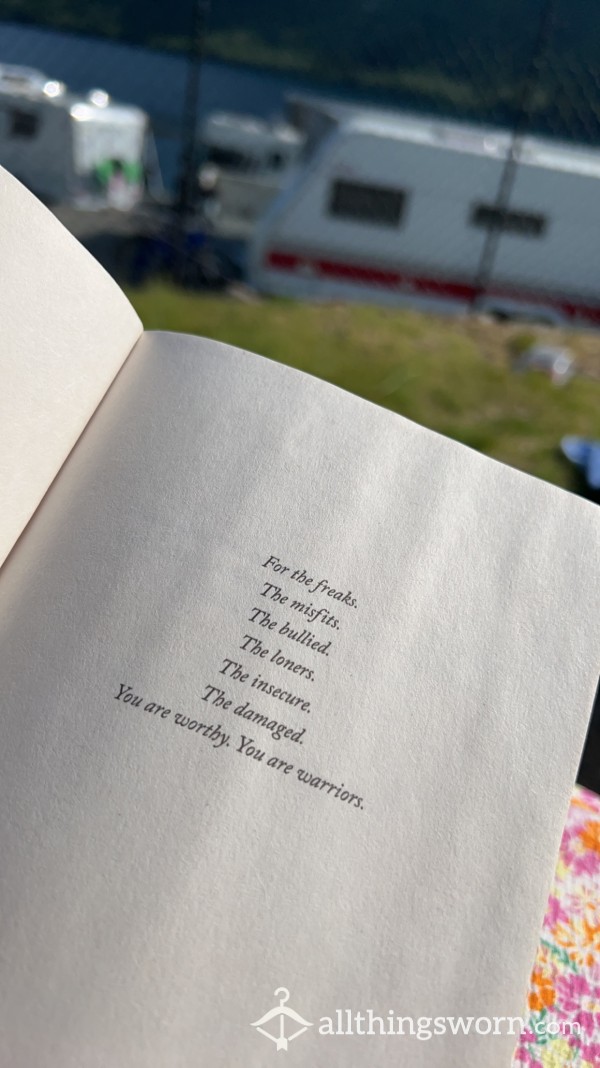 For the freaks.
The misfits.
The bullied.
The loners.
The insecure.
The damaged.
You are worthy. You are warriors.
allthingsworn.com